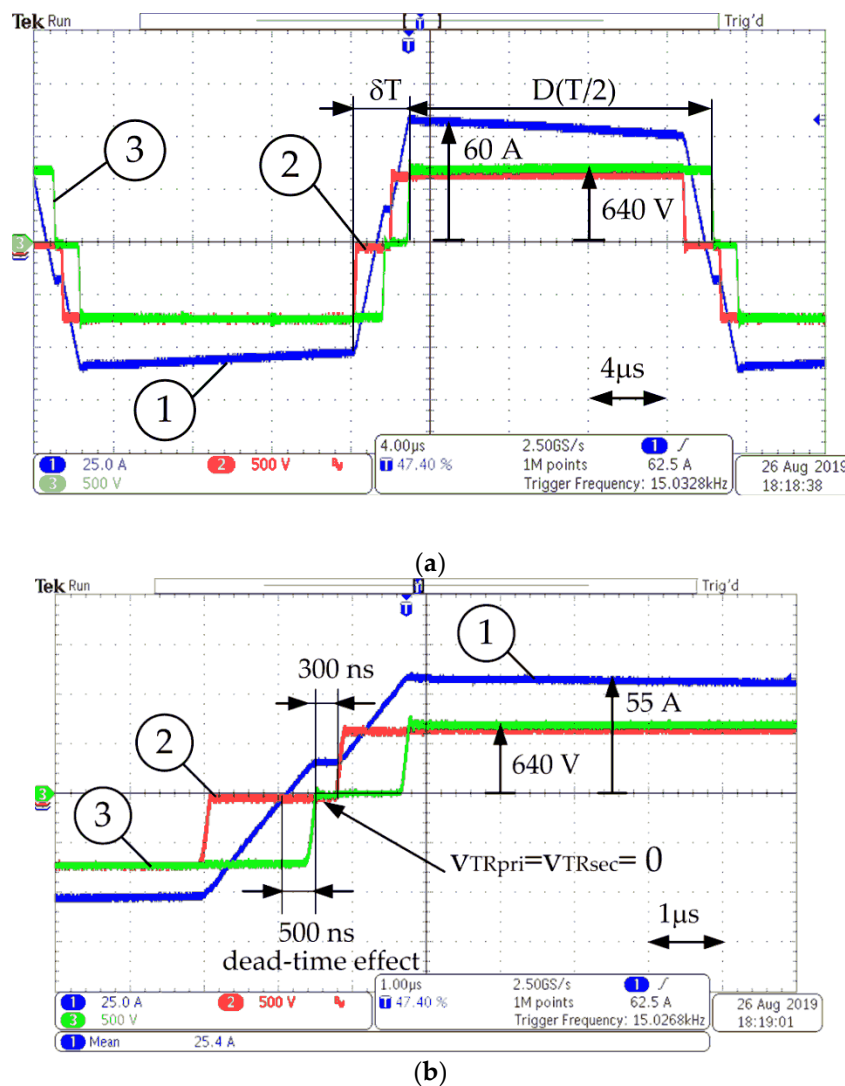 Tek Run
Trig'd
T
T
δT
D(T/2)
3
2
60 A
640 V
3
4µs
1
4.00µs
2.50GS/s
1
1 25.0 A
2 500 V
T 47.40 %
1M points
62.5 A
26 Aug 2019
3 500 V
Trigger Frequency: 15.0328kHz
18:18:38
(a)
Tek Run
Trig'd
T
T
1
300 ns
55 A
2
640 V
3
3
vTRpri=vTRsec= 0
1µs
500 ns
dead-time effect
1.00µs
2.50GS/s
1
1 25.0 A
2 500 V
T 47.40 %
1M points
62.5 A
26 Aug 2019
3 500 V
Trigger Frequency: 15.0268kHz
18:19:01
1 Mean 25.4 A
(b)